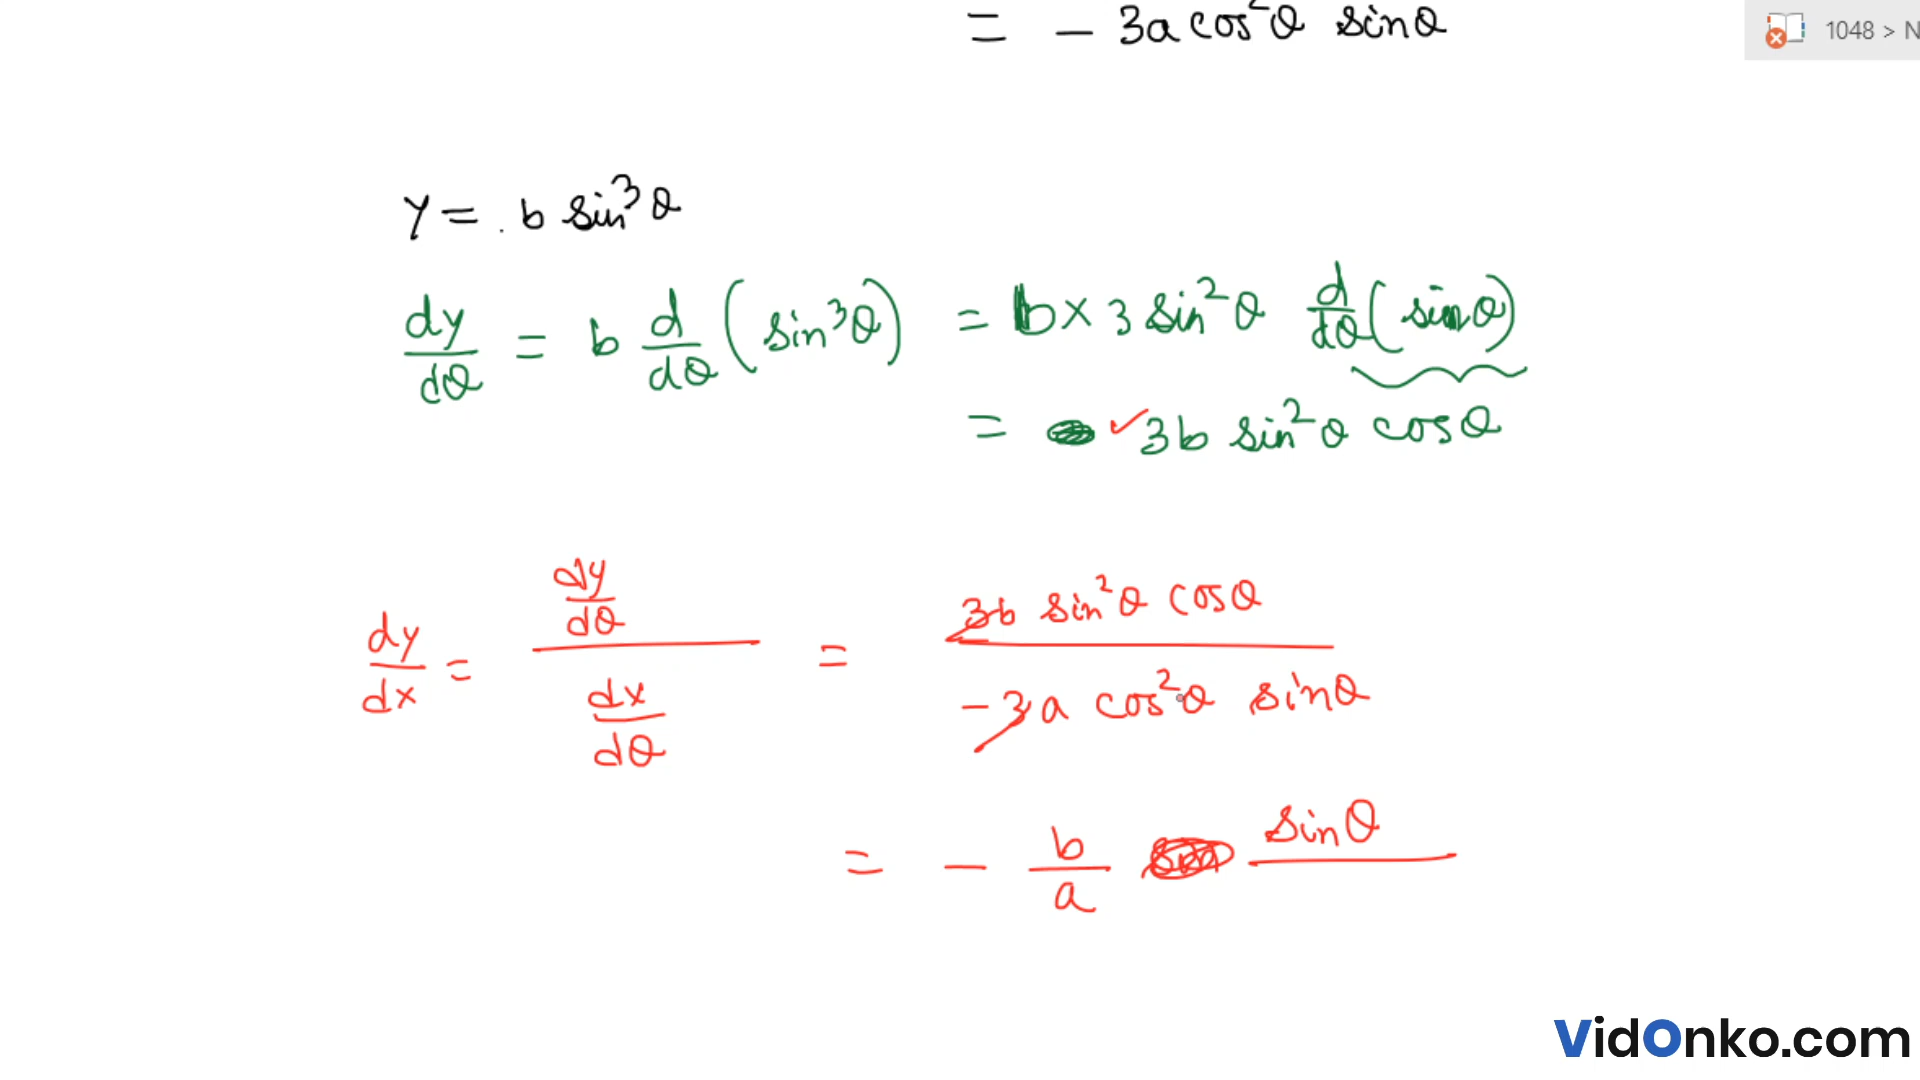 = - 3a cos²θ sinθ
1048 > N
y = . b sin³θ
dy/dθ = b d/dθ (sin³θ) = b × 3 sin²θ d/dθ (sinθ)
= ✓ 3b sin²θ cosθ
dy/dx = dy/dθ / dx/dθ = 3b sin²θ cosθ / -3a cos²θ sinθ
= - b/a sinθ /
VidOnko.com